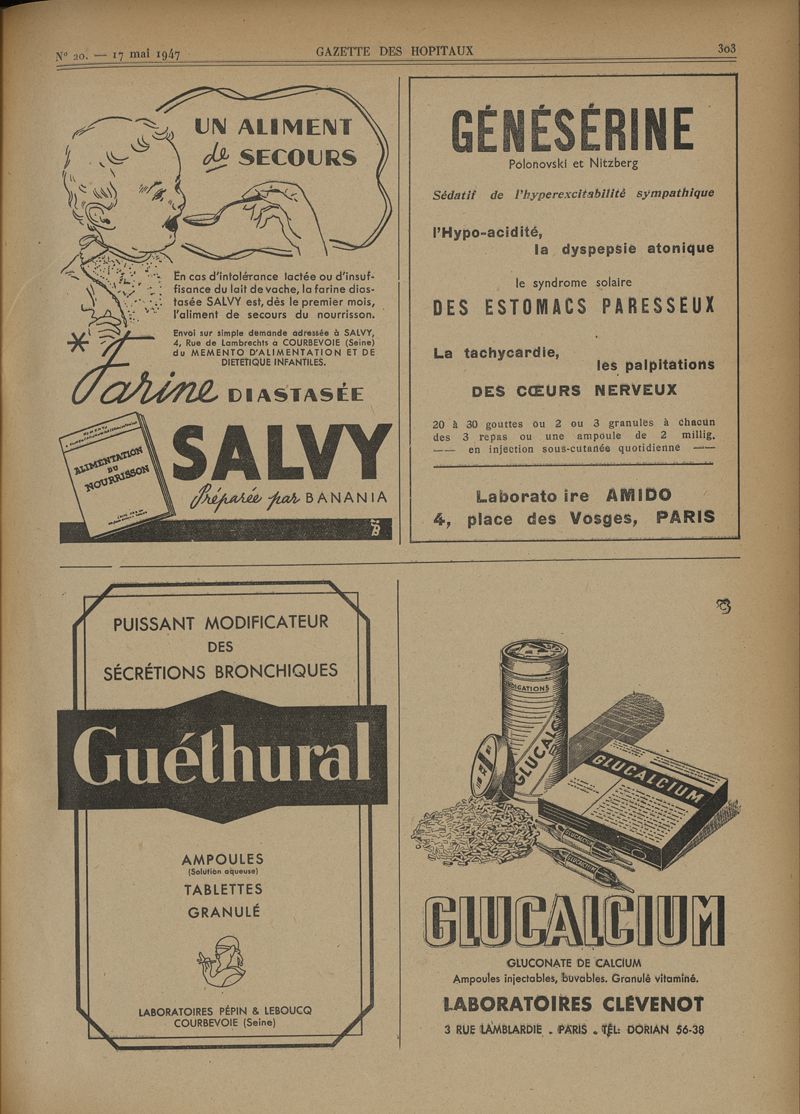 N° 20. — 17 mai 1947
GAZETTE DES HOPITAUX
303
UN ALIMENT
de SECOURS
En cas d'intolérance lactée ou d'insuf-
fisance du lait de vache, la farine dias-
tasée SALVY est, dès le premier mois,
l'aliment de secours du nourrisson.
Envoi sur simple demande adressée à SALVY,
4, Rue de Lambrechts à COURBEVOIE (Seine)
du MEMENTO D'ALIMENTATION ET DE
DIETETIQUE INFANTILES.
Farine DIASTASÉE
ALIMENTATION
DU
NOURRISSON
SALVY
Préparée par BANANIA
GÉNÉSÉRINE
Polonovski et Nitzberg
Sédatif de l'hyperexcitabilité sympathique
l'Hypo-acidité,
la dyspepsie atonique
le syndrome solaire
DES ESTOMACS PARESSEUX
La tachycardie,
les palpitations
DES CŒURS NERVEUX
20 à 30 gouttes ou 2 ou 3 granules à chacun
des 3 repas ou une ampoule de 2 millig.
—— en injection sous-cutanée quotidienne ——
Laborato ire AMIDO
4, place des Vosges, PARIS
PUISSANT MODIFICATEUR
DES
SÉCRÉTIONS BRONCHIQUES
Guéthural
AMPOULES
(Solution aqueuse)
TABLETTES
GRANULÉ
LABORATOIRES PÉPIN & LEBOUCQ
COURBEVOIE (Seine)
GLUCALCIUM
GLUCALCIUM
GLUCALCIUM
GLUCONATE DE CALCIUM
Ampoules injectables, buvables. Granulé vitaminé.
LABORATOIRES CLÉVENOT
3 RUE LAMBLARDIE . PARIS . TÉL: DORIAN 56-38